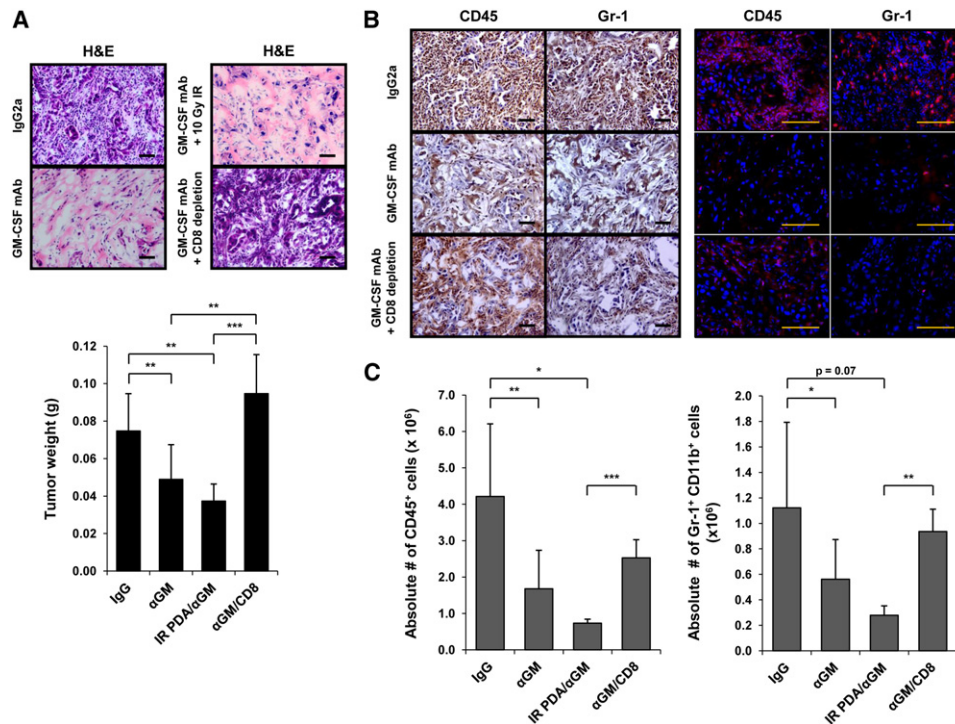 A
H&E
H&E
IgG2a
GM-CSF mAb
+ 10 Gy IR
GM-CSF mAb
GM-CSF mAb
+ CD8 depletion
**
***
**
**
0.12
0.10
0.08
0.06
0.04
0.02
0.00
Tumor weight (g)
IgG
αGM
IR PDA/αGM
αGM/CD8
B
CD45
Gr-1
CD45
Gr-1
IgG2a
GM-CSF mAb
GM-CSF mAb
+ CD8 depletion
C
*
**
***
7.0
6.0
5.0
4.0
3.0
2.0
1.0
0.0
Absolute # of CD45⁺ cells (x 10⁶)
IgG
αGM
IR PDA/αGM
αGM/CD8
p = 0.07
*
**
2.0
1.8
1.6
1.4
1.2
1.0
0.8
0.6
0.4
0.2
0.0
Absolute # of Gr-1⁺ CD11b⁺ cells
(x10⁶)
IgG
αGM
IR PDA/αGM
αGM/CD8